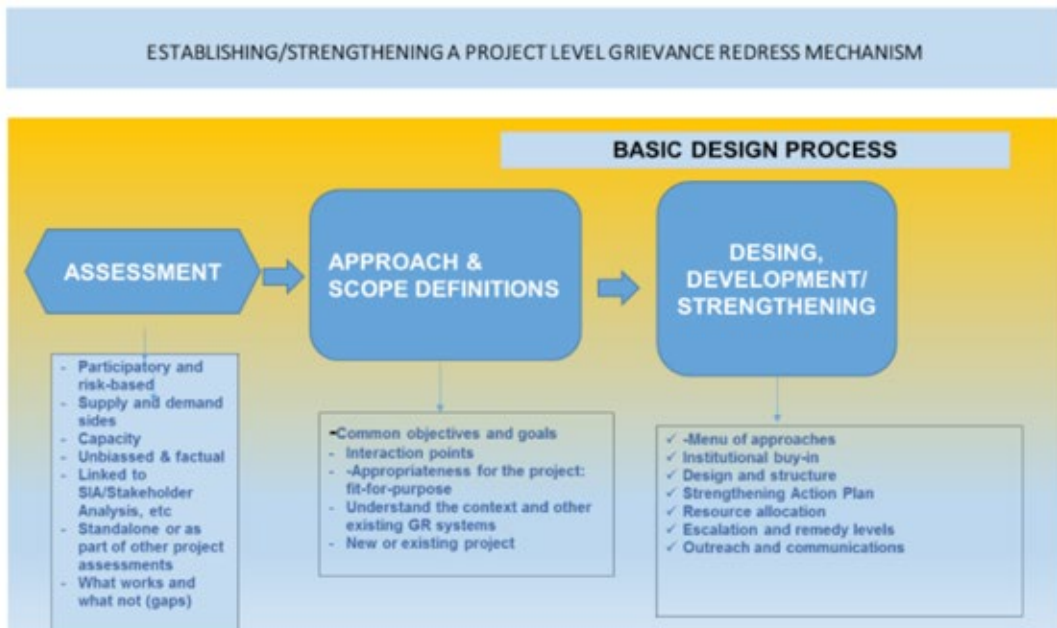 ESTABLISHING/STRENGTHENING A PROJECT LEVEL GRIEVANCE REDRESS MECHANISM
BASIC DESIGN PROCESS
ASSESSMENT
APPROACH &
SCOPE DEFINITIONS
DESING,
DEVELOPMENT/
STRENGTHENING
- Participatory and
risk-based
- Supply and demand
sides
- Capacity
- Unbiassed & factual
- Linked to
SIA/Stakeholder
Analysis, etc
- Standalone or as
part of other project
assessments
- What works and
what not (gaps)
-Common objectives and goals
- Interaction points
- -Appropriateness for the project:
fit-for-purpose
- Understand the context and other
existing GR systems
- New or existing project
✓ -Menu of approaches
✓ Institutional buy-in
✓ Design and structure
✓ Strengthening Action Plan
✓ Resource allocation
✓ Escalation and remedy levels
✓ Outreach and communications